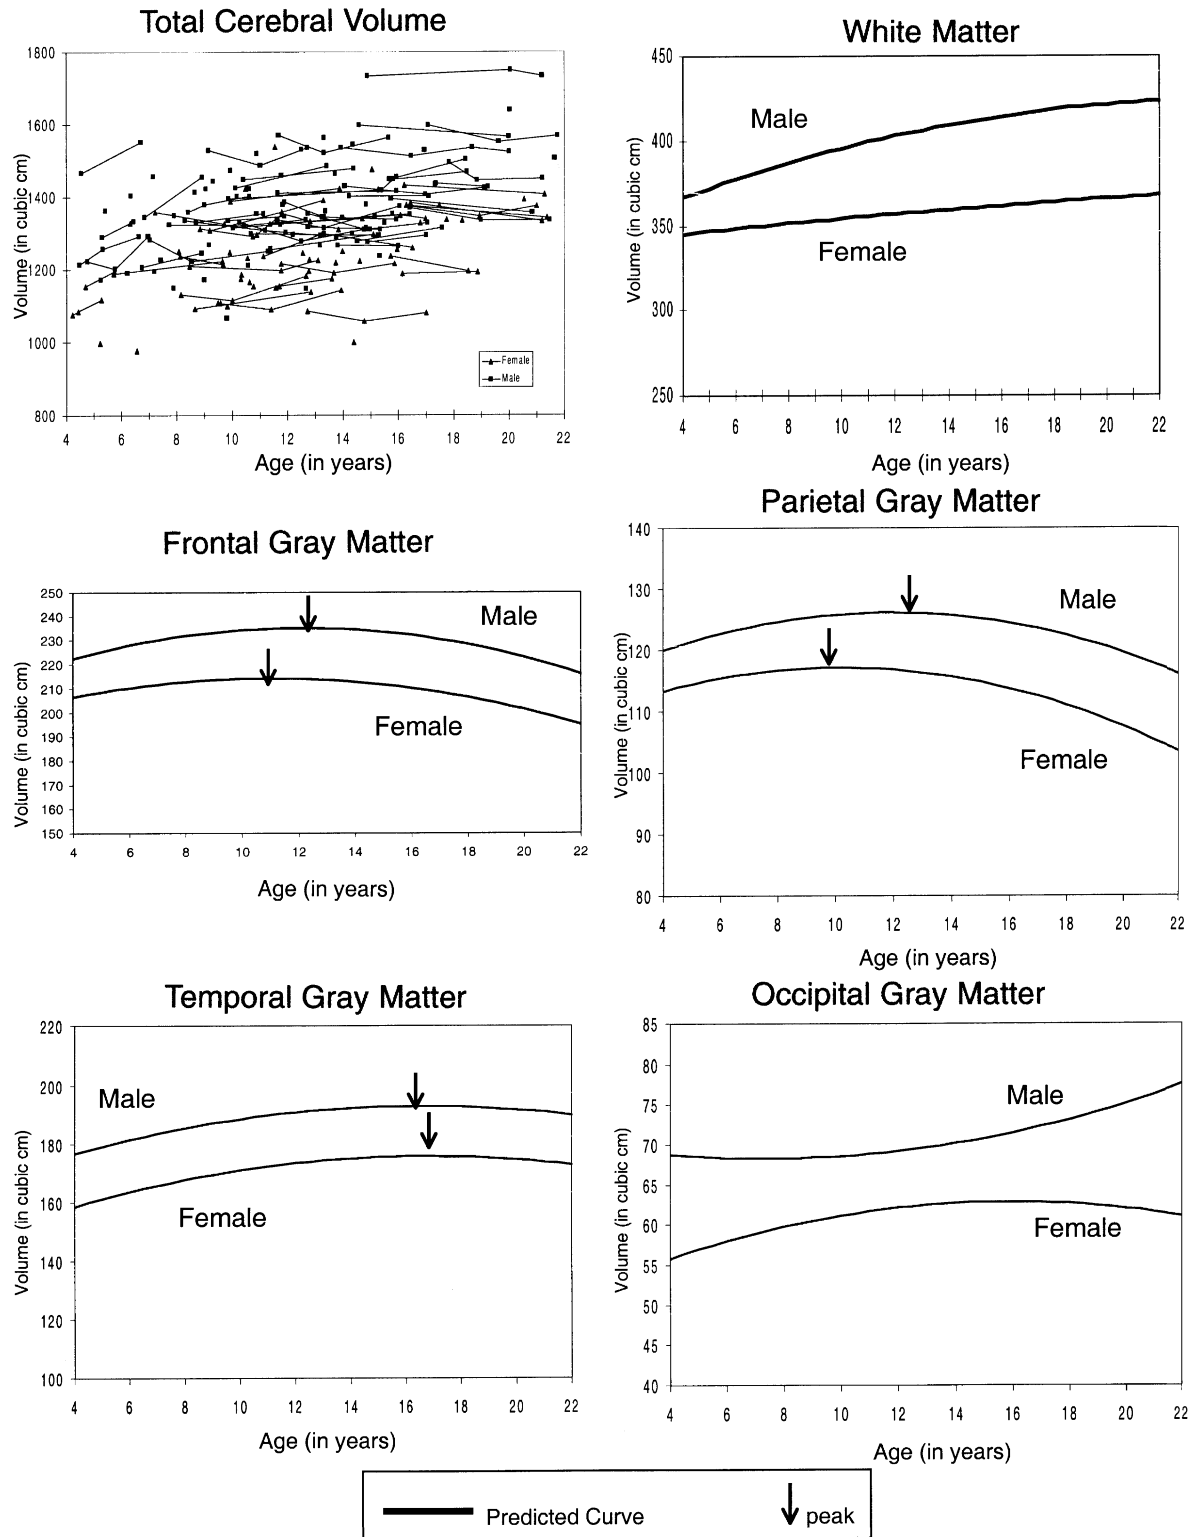 Total Cerebral Volume
1800
1600
1400
1200
1000
800
Volume (in cubic cm)
Female
Male
4 6 8 10 12 14 16 18 20 22
Age (in years)
White Matter
450
400
350
300
250
Volume (in cubic cm)
Male
Female
4 6 8 10 12 14 16 18 20 22
Age (in years)
Frontal Gray Matter
250
240
230
220
210
200
190
180
170
160
150
Volume (in cubic cm)
Male
Female
4 6 8 10 12 14 16 18 20 22
Age (in years)
Parietal Gray Matter
140
130
120
110
100
90
80
Volume (in cubic cm)
Male
Female
4 6 8 10 12 14 16 18 20 22
Age (in years)
Temporal Gray Matter
220
200
180
160
140
120
100
Volume (in cubic cm)
Male
Female
4 6 8 10 12 14 16 18 20 22
Age (in years)
Occipital Gray Matter
85
80
75
70
65
60
55
50
45
40
Volume (in cubic cm)
Male
Female
4 6 8 10 12 14 16 18 20 22
Age (in years)
Predicted Curve peak